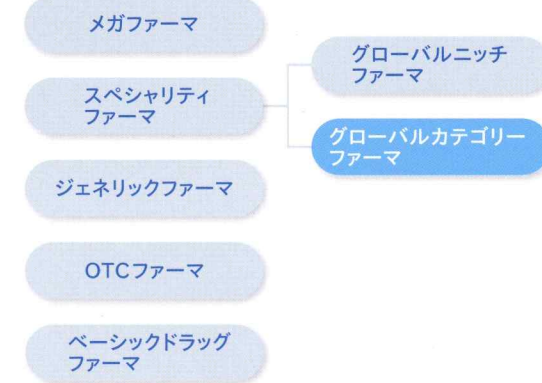 メガファーマ
スペシャリティ
ファーマ
グローバルニッチ
ファーマ
グローバルカテゴリー
ファーマ
ジェネリックファーマ
OTCファーマ
ベーシックドラッグ
ファーマ